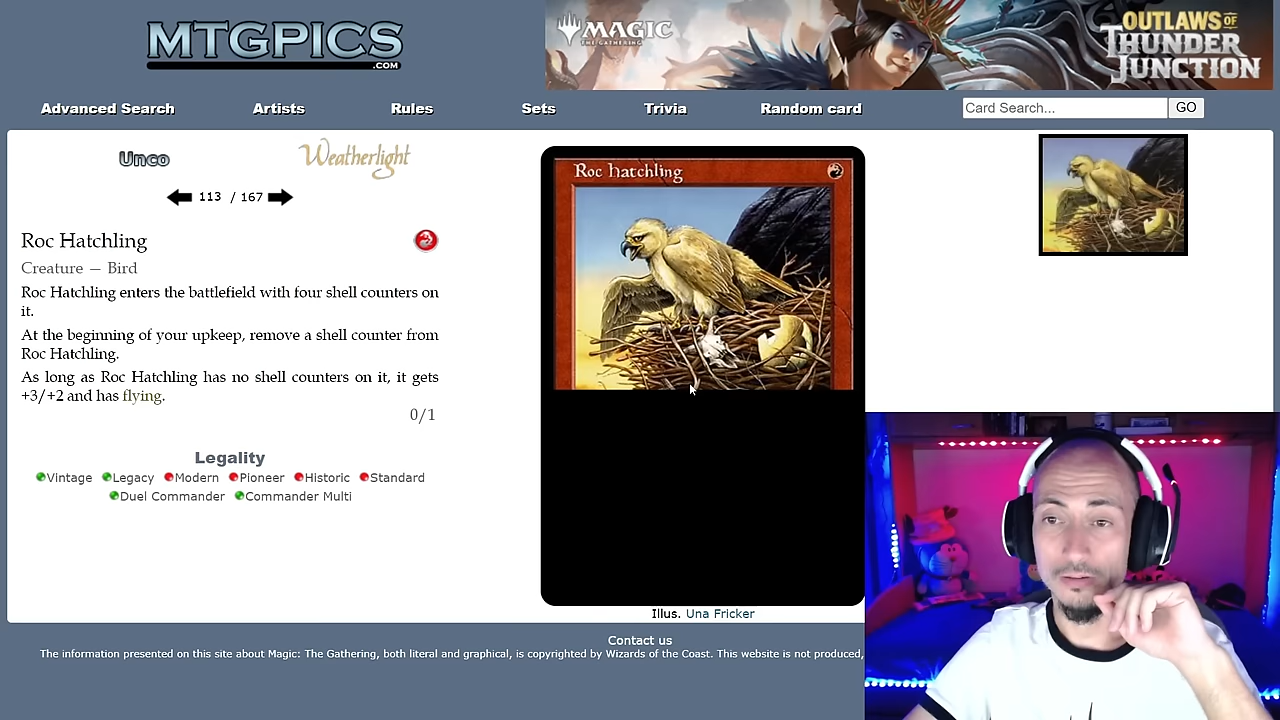 MTGPICS
.COM
MAGIC
THE GATHERING
OUTLAWS OF
THUNDER
JUNCTION
Advanced Search
Artists
Rules
Sets
Trivia
Random card
Card Search...
GO
Unco
Weatherlight
113 / 167
Roc Hatchling
Creature — Bird
Roc Hatchling enters the battlefield with four shell counters on
it.
At the beginning of your upkeep, remove a shell counter from
Roc Hatchling.
As long as Roc Hatchling has no shell counters on it, it gets
+3/+2 and has flying.
0/1
Legality
Vintage Legacy Modern Pioneer Historic Standard
Duel Commander Commander Multi
Roc Hatchling
Illus. Una Fricker
Contact us
The information presented on this site about Magic: The Gathering, both literal and graphical, is copyrighted by Wizards of the Coast. This website is not produced,